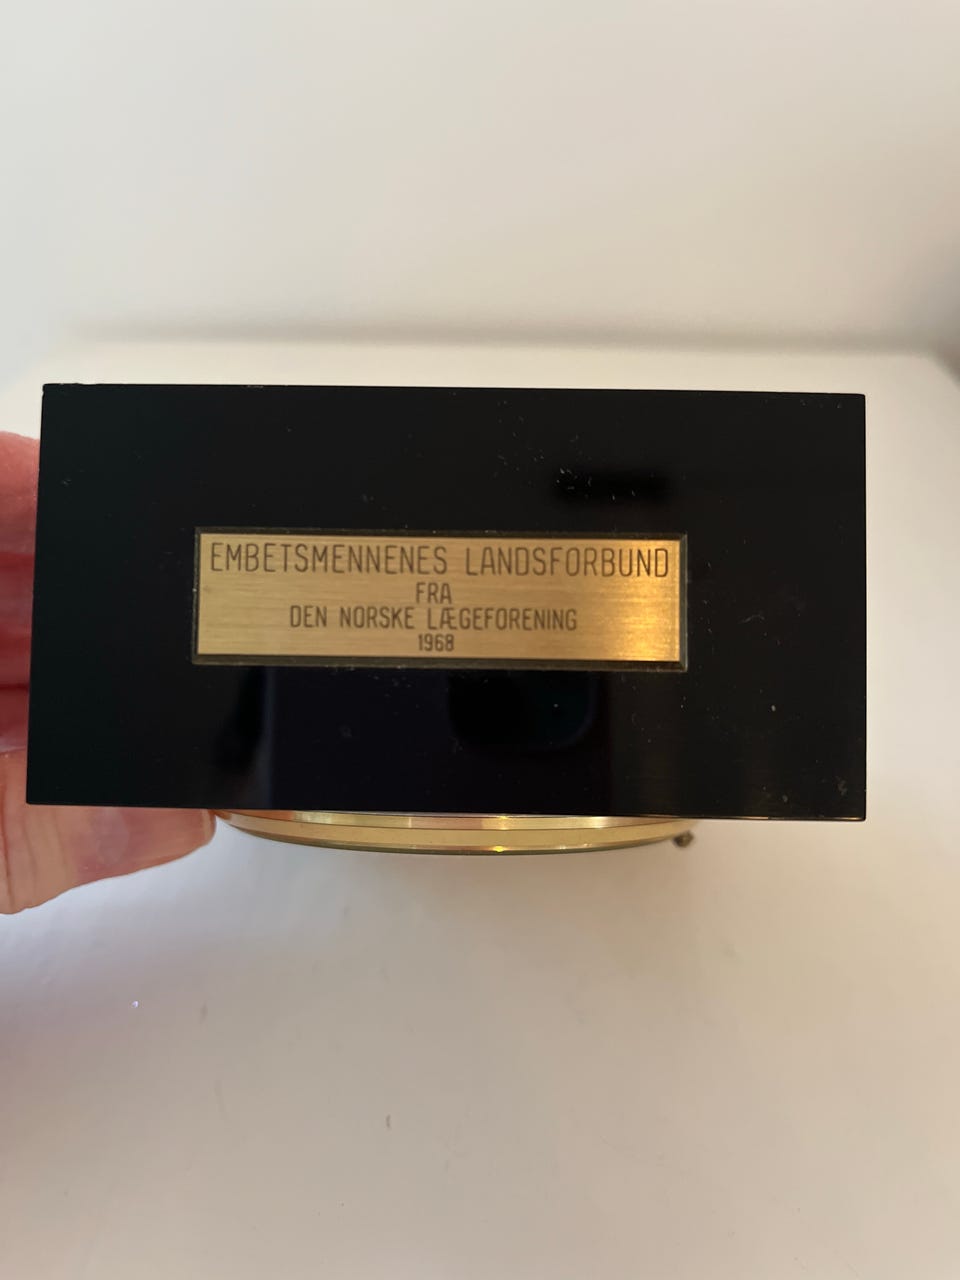 EMBETSMENNENES LANDSFORBUND
FRA
DEN NORSKE LÆGEFORENING
1968